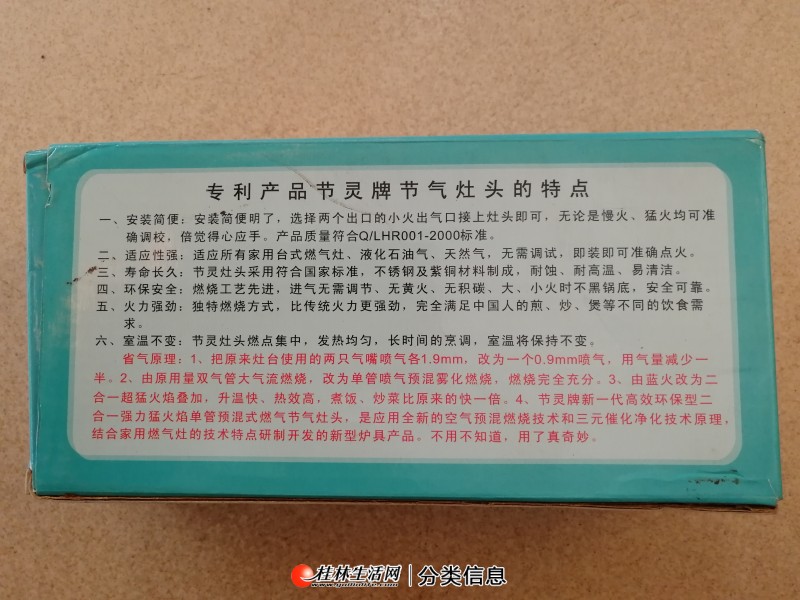 专利产品节灵牌节气灶头的特点
一、安装简便：安装简便明了，选择两个出口的小火出气口接上灶头即可，无论是慢火、猛火均可准
确调校，倍觉得心应手。产品质量符合Q/LHR001-2000标准。
二、适应性强：适应所有家用台式燃气灶、液化石油气、天然气，无需调试，即装即可准确点火。
三、寿命长久：节灵灶头采用符合国家标准，不锈钢及紫铜材料制成，耐蚀、耐高温、易清洁。
四、环保安全：燃烧工艺先进，进气无需调节、无黄火、无积碳、大、小火时不黑锅底，安全可靠。
五、火力强劲：独特燃烧方式，比传统火力更强劲，完全满足中国人的煎、炒、煲等不同的饮食需
求。
六、室温不变：节灵灶头燃点集中，发热均匀，长时间的烹调，室温将保持不变。
省气原理：1、把原来灶台使用的两只气嘴喷气各1.9mm，改为一个0.9mm喷气，用气量减少一
半。2、由原用量双气管大气流燃烧，改为单管喷气预混雾化燃烧，燃烧完全充分。3、由蓝火改为二
合一超猛火焰叠加，升温快、热效高，煮饭、炒菜比原来的快一倍。4、节灵牌新一代高效环保型二
合一强力猛火焰单管预混式燃气节气灶头，是应用全新的空气预混燃烧技术和三元催化净化技术原理，
结合家用燃气灶的技术特点研制开发的新型炉具产品。不用不知道，用了真奇妙。
桂林生活网 | 分类信息